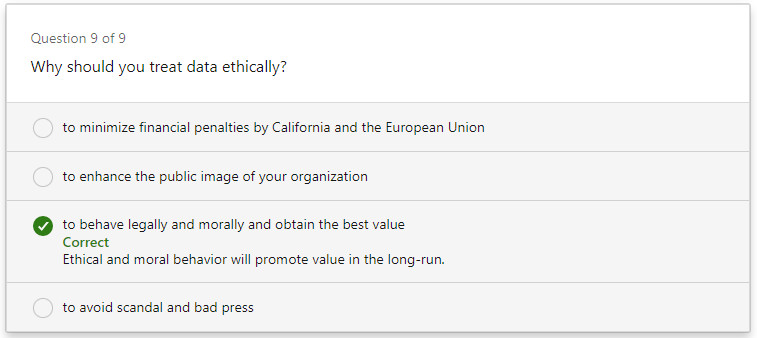 Question 9 of 9
Why should you treat data ethically?
to minimize financial penalties by California and the European Union
to enhance the public image of your organization
to behave legally and morally and obtain the best value
Correct
Ethical and moral behavior will promote value in the long-run.
to avoid scandal and bad press